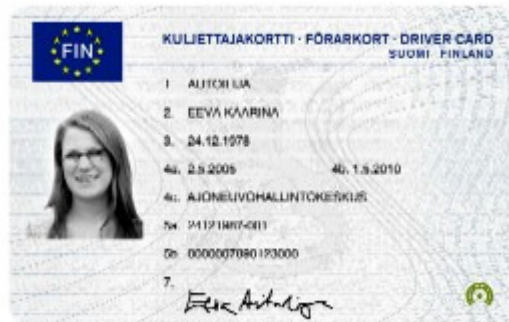 FIN
KULJETTAJAKORTTI · FÖRARKORT · DRIVER CARD
SUOMI FINLAND
1 AUTOILIJA
2. EEVA KAARINA
3. 24.12.1978
4a. 2.5.2005 4b. 1.5.2010
4c. AJONEUVOHALLINTOKESKUS
5a.
5b.
7.